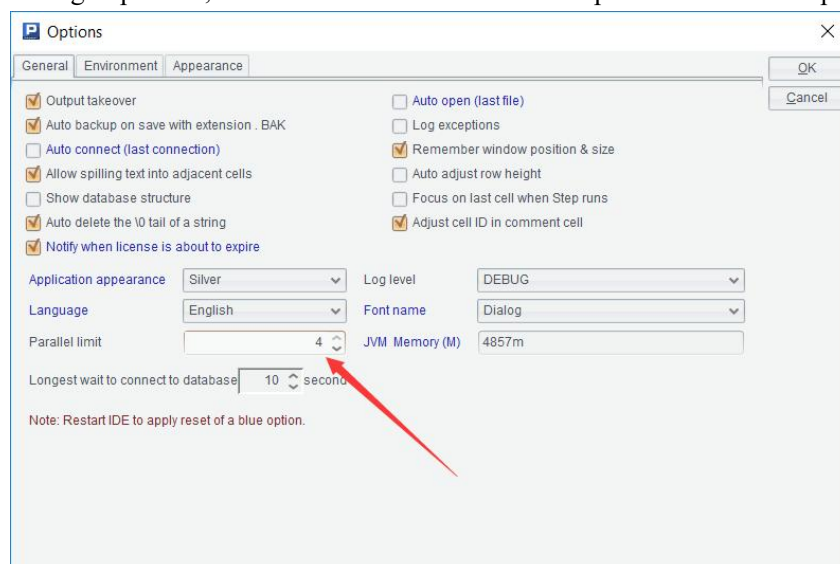 Options
General Environment Appearance
OK
Cancel
Output takeover
Auto open (last file)
Auto backup on save with extension . BAK
Log exceptions
Auto connect (last connection)
Remember window position & size
Allow spilling text into adjacent cells
Auto adjust row height
Show database structure
Focus on last cell when Step runs
Auto delete the \0 tail of a string
Adjust cell ID in comment cell
Notify when license is about to expire
Application appearance Silver Log level DEBUG
Language English Font name Dialog
Parallel limit 4 JVM Memory (M) 4857m
Longest wait to connect to database 10 second
Note: Restart IDE to apply reset of a blue option.